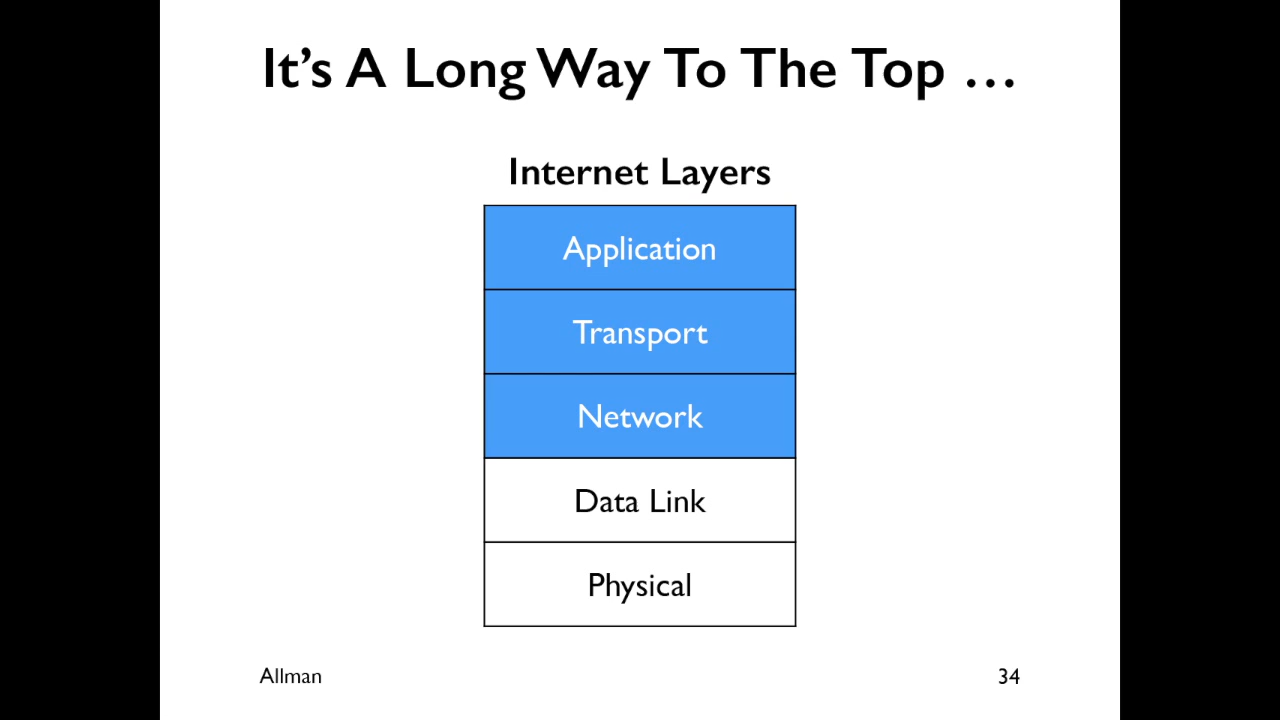 It's A Long Way To The Top …
Internet Layers
Application
Transport
Network
Data Link
Physical
Allman
34